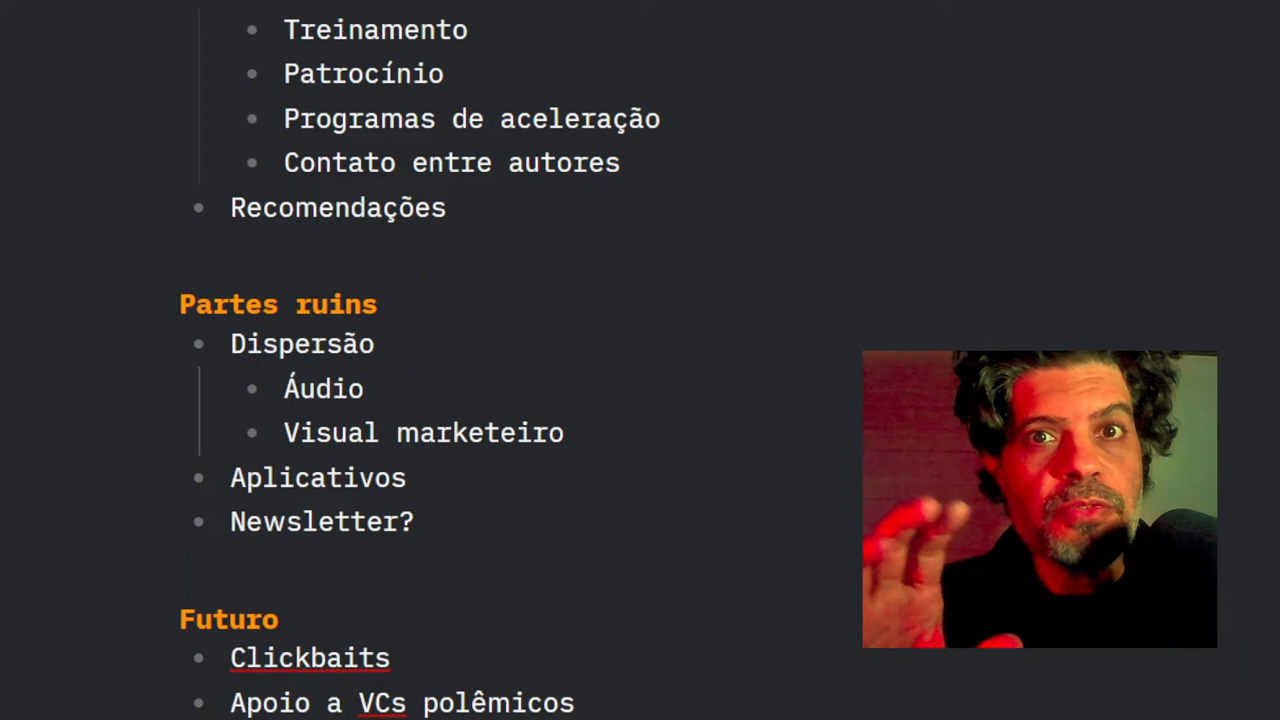 Treinamento
Patrocínio
Programas de aceleração
Contato entre autores
Recomendações
Partes ruins
Dispersão
Áudio
Visual marketeiro
Aplicativos
Newsletter?
Futuro
Clickbaits
Apoio a VCs polêmicos